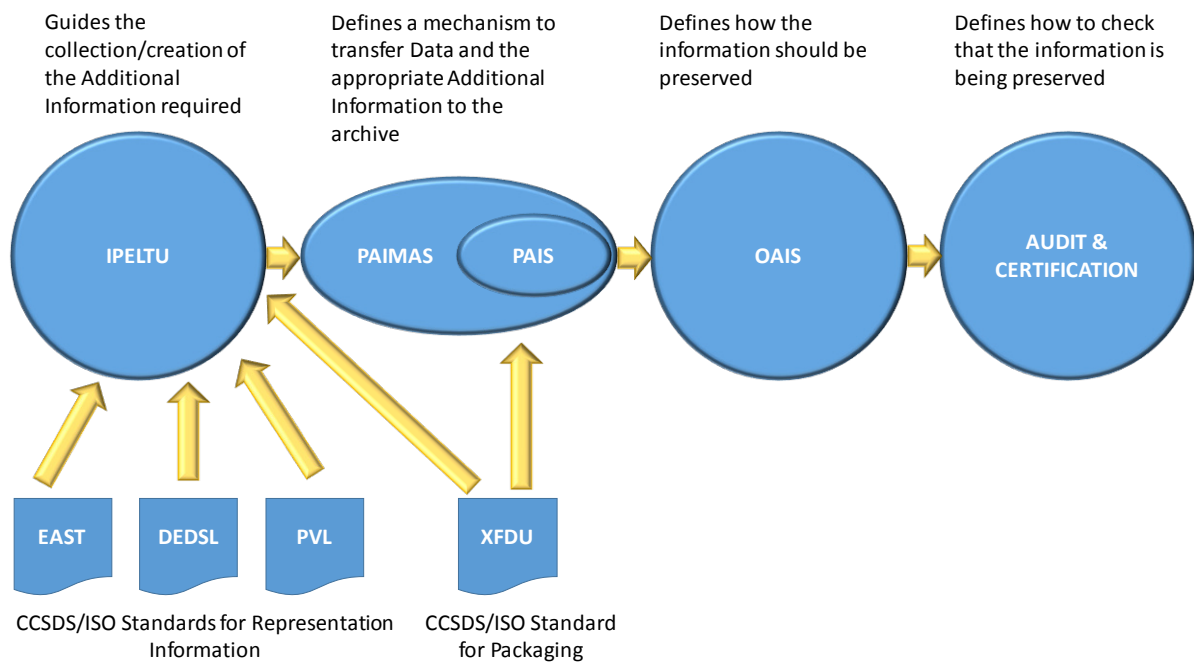 Guides the
collection/creation of
the Additional
Information required
Defines a mechanism to
transfer Data and the
appropriate Additional
Information to the
archive
Defines how the
information should be
preserved
Defines how to check
that the information is
being preserved
IPELTU
PAIMAS
PAIS
OAIS
AUDIT &
CERTIFICATION
EAST
DEDSL
PVL
XFDU
CCSDS/ISO Standards for Representation
Information
CCSDS/ISO Standard
for Packaging